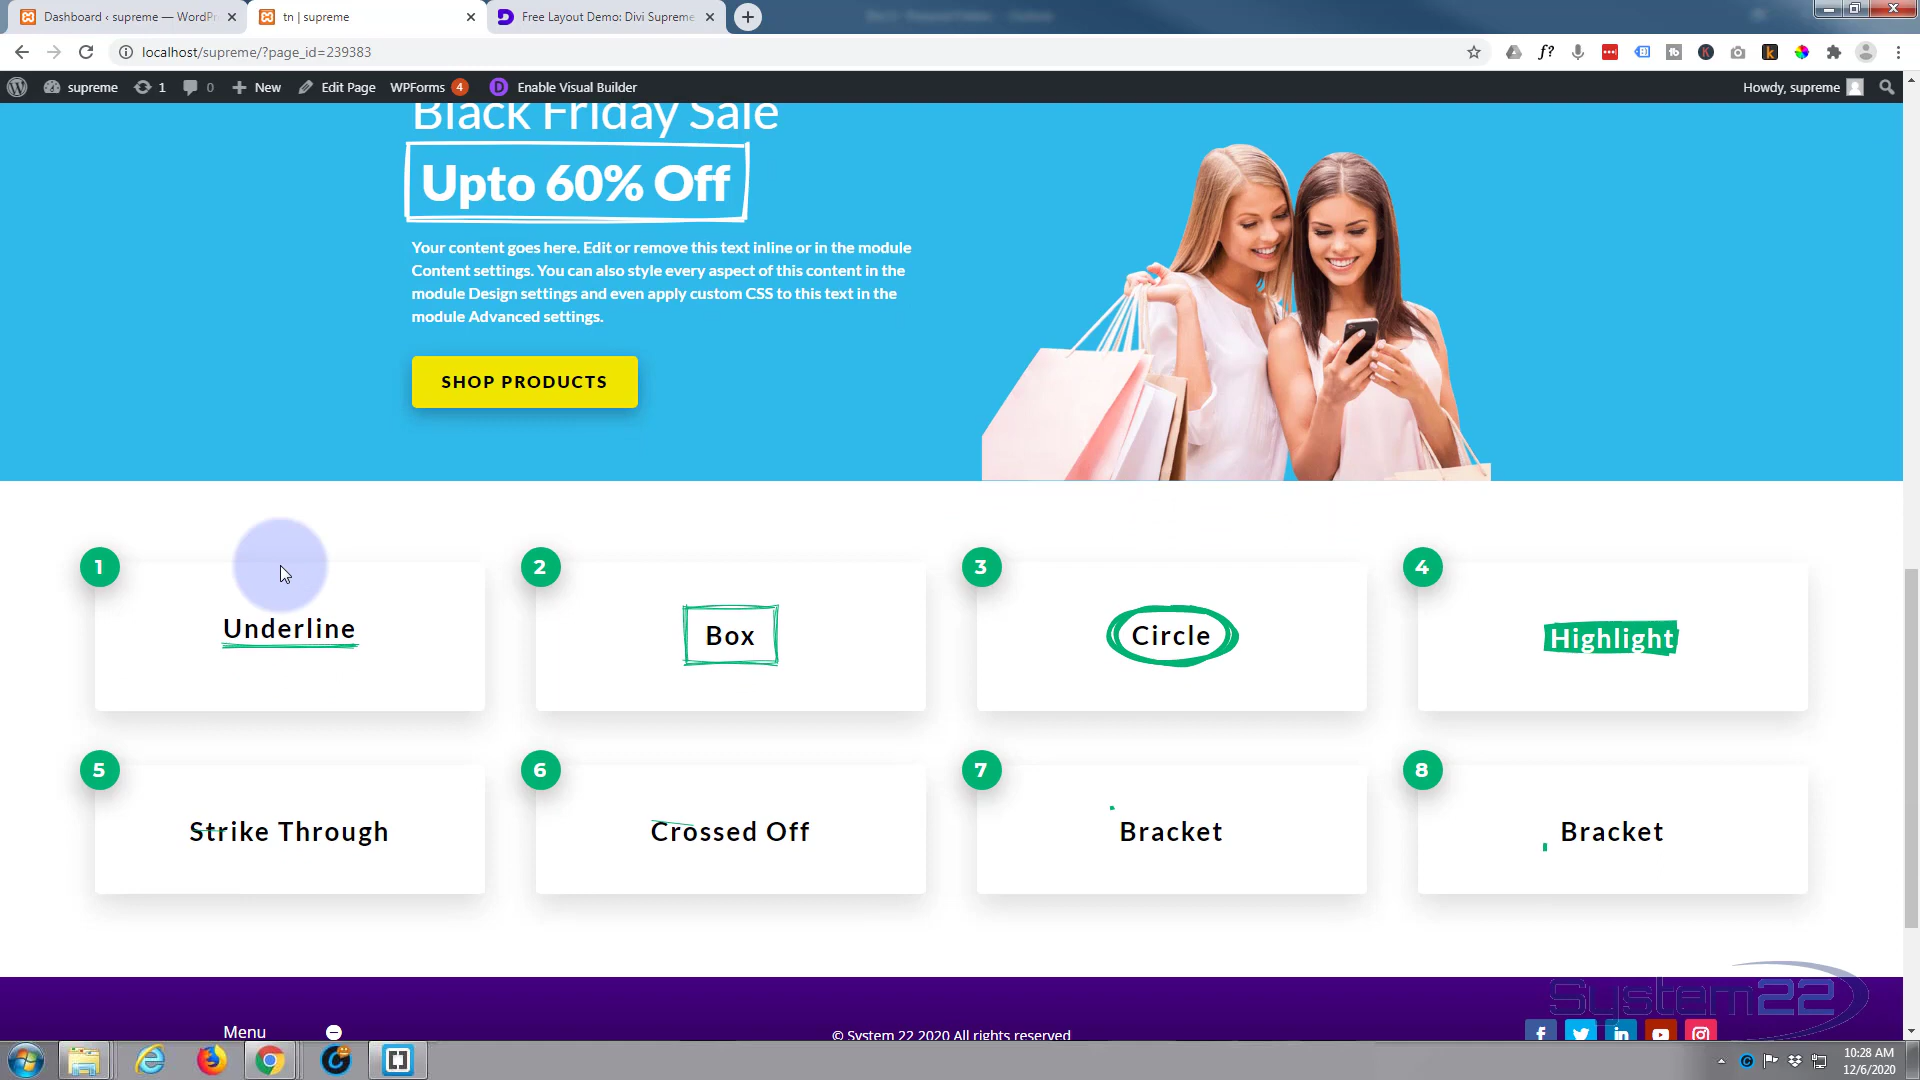 Dashboard ‹ supreme — WordPr
tn | supreme
Free Layout Demo: Divi Supreme
localhost/supreme/?page_id=239383
supreme
1
0
New
Edit Page
WPForms 4
Enable Visual Builder
Howdy, supreme
Black Friday Sale
Upto 60% Off
Your content goes here. Edit or remove this text inline or in the module
Content settings. You can also style every aspect of this content in the
module Design settings and even apply custom CSS to this text in the
module Advanced settings.
SHOP PRODUCTS
1
Underline
2
Box
3
Circle
4
Highlight
5
Strike Through
6
Crossed Off
7
Bracket
8
Bracket
Menu
© System 22 2020 All rights reserved
System22
10:28 AM
12/6/2020